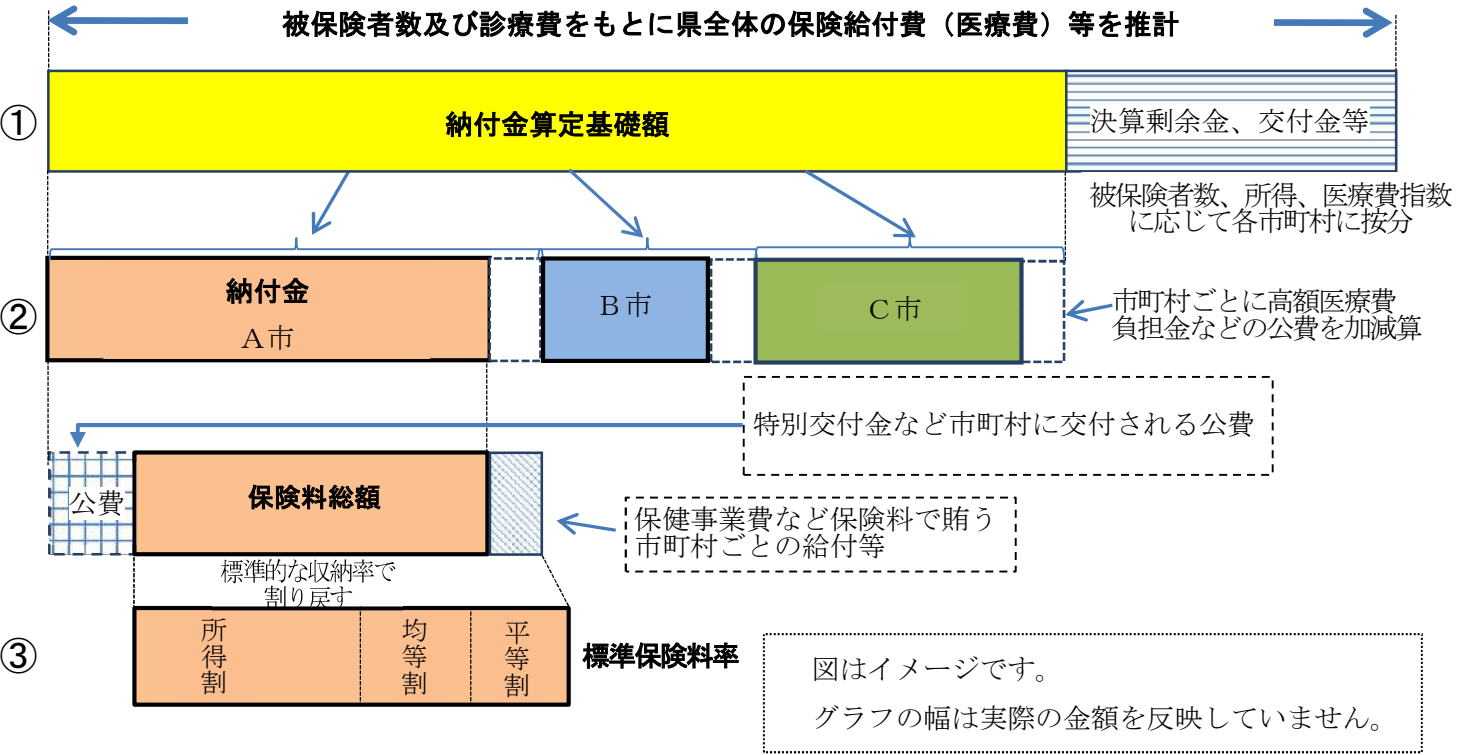 被保険者数及び診療費をもとに県全体の保険給付費（医療費）等を推計
①
納付金算定基礎額
決算剰余金、交付金等
被保険者数、所得、医療費指数
に応じて各市町村に按分
②
納付金
A市
B市
C市
市町村ごとに高額医療費
負担金などの公費を加減算
特別交付金など市町村に交付される公費
公費
保険料総額
保健事業費など保険料で賄う
市町村ごとの給付等
標準的な収納率で
割り戻す
③
所得割
均等割
平等割
標準保険料率
図はイメージです。
グラフの幅は実際の金額を反映していません。